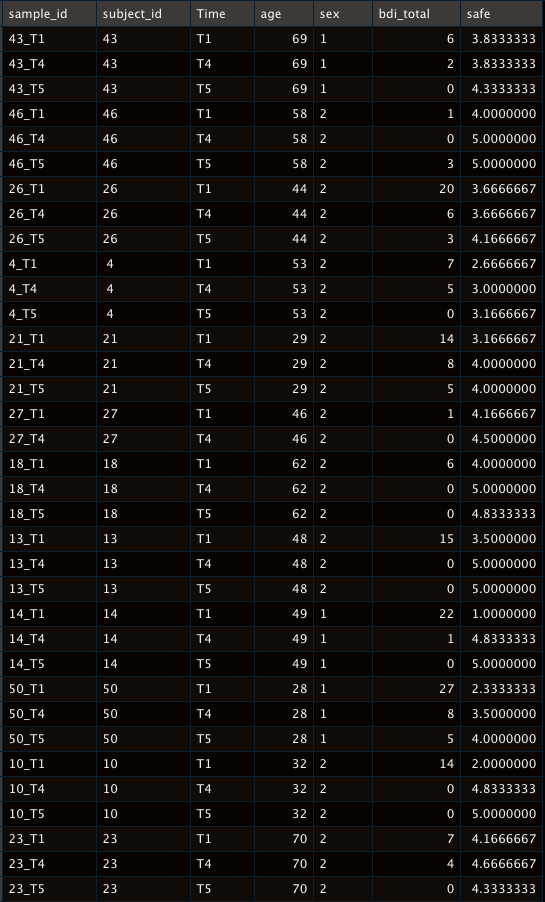 sample_id subject_id Time age sex bdi_total safe
43_T1 43 T1 69 1 6 3.8333333
43_T4 43 T4 69 1 2 3.8333333
43_T5 43 T5 69 1 0 4.3333333
46_T1 46 T1 58 2 1 4.0000000
46_T4 46 T4 58 2 0 5.0000000
46_T5 46 T5 58 2 3 5.0000000
26_T1 26 T1 44 2 20 3.6666667
26_T4 26 T4 44 2 6 3.6666667
26_T5 26 T5 44 2 3 4.1666667
4_T1 4 T1 53 2 7 2.6666667
4_T4 4 T4 53 2 5 3.0000000
4_T5 4 T5 53 2 0 3.1666667
21_T1 21 T1 29 2 14 3.1666667
21_T4 21 T4 29 2 8 4.0000000
21_T5 21 T5 29 2 5 4.0000000
27_T1 27 T1 46 2 1 4.1666667
27_T4 27 T4 46 2 0 4.5000000
18_T1 18 T1 62 2 6 4.0000000
18_T4 18 T4 62 2 0 5.0000000
18_T5 18 T5 62 2 0 4.8333333
13_T1 13 T1 48 2 15 3.5000000
13_T4 13 T4 48 2 0 5.0000000
13_T5 13 T5 48 2 0 5.0000000
14_T1 14 T1 49 1 22 1.0000000
14_T4 14 T4 49 1 1 4.8333333
14_T5 14 T5 49 1 0 5.0000000
50_T1 50 T1 28 1 27 2.3333333
50_T4 50 T4 28 1 8 3.5000000
50_T5 50 T5 28 1 5 4.0000000
10_T1 10 T1 32 2 14 2.0000000
10_T4 10 T4 32 2 0 4.8333333
10_T5 10 T5 32 2 0 5.0000000
23_T1 23 T1 70 2 7 4.1666667
23_T4 23 T4 70 2 4 4.6666667
23_T5 23 T5 70 2 0 4.3333333